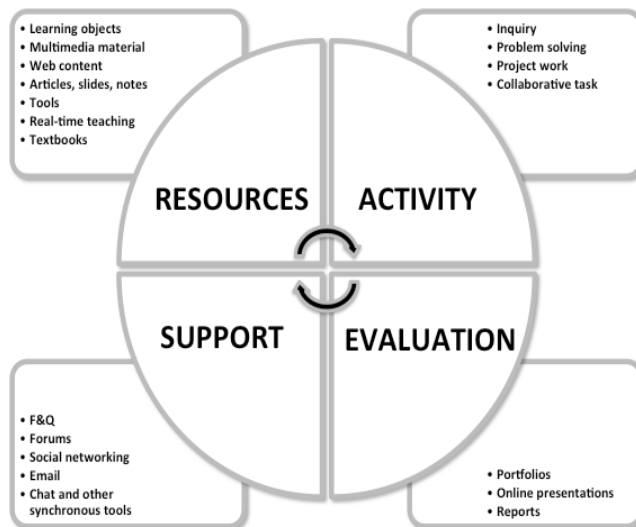 • Learning objects
• Multimedia material
• Web content
• Articles, slides, notes
• Tools
• Real-time teaching
• Textbooks
• Inquiry
• Problem solving
• Project work
• Collaborative task
RESOURCES
ACTIVITY
SUPPORT
EVALUATION
• F&Q
• Forums
• Social networking
• Email
• Chat and other
synchronous tools
• Portfolios
• Online presentations
• Reports